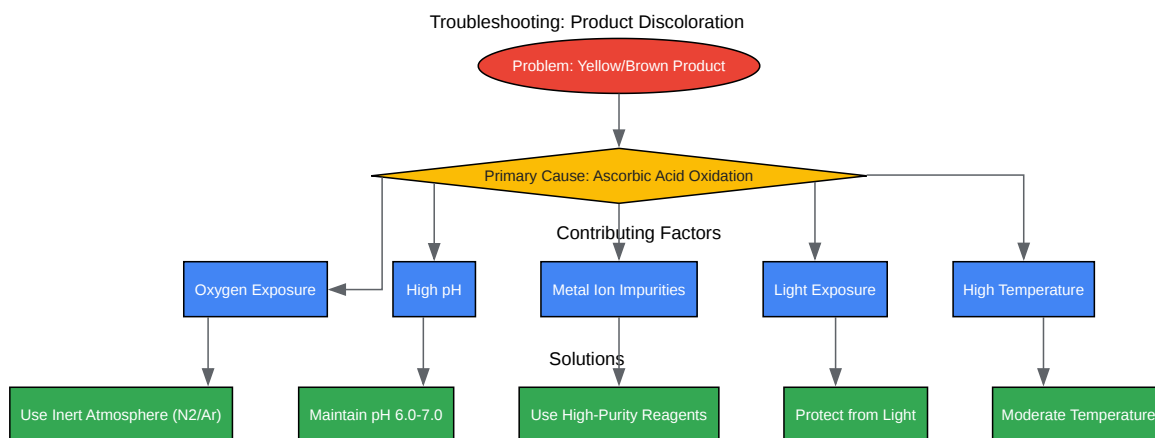 Troubleshooting: Product Discoloration
Problem: Yellow/Brown Product
Primary Cause: Ascorbic Acid Oxidation
Contributing Factors
Oxygen Exposure
High pH
Metal Ion Impurities
Light Exposure
High Temperature
Solutions
Use Inert Atmosphere (N2/Ar)
Maintain pH 6.0-7.0
Use High-Purity Reagents
Protect from Light
Moderate Temperature